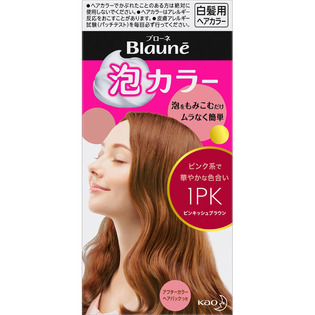 ●ヘアカラーでかぶれたことのある方は絶対に
使用しないでください。●ヘアカラーはアレルギー
反応をおこすことがあります。●皮膚アレルギー
試験(パッチテスト)を毎回必ず行ってください。
白髪用
ヘアカラー
ブローネ
Blauné
泡カラー
泡をもみこむだけ
ムラなく簡単
ピンク系で
華やかな色合い
1PK
ピンキッシュブラウン
アフターカラー
ヘアパックつき
Kao